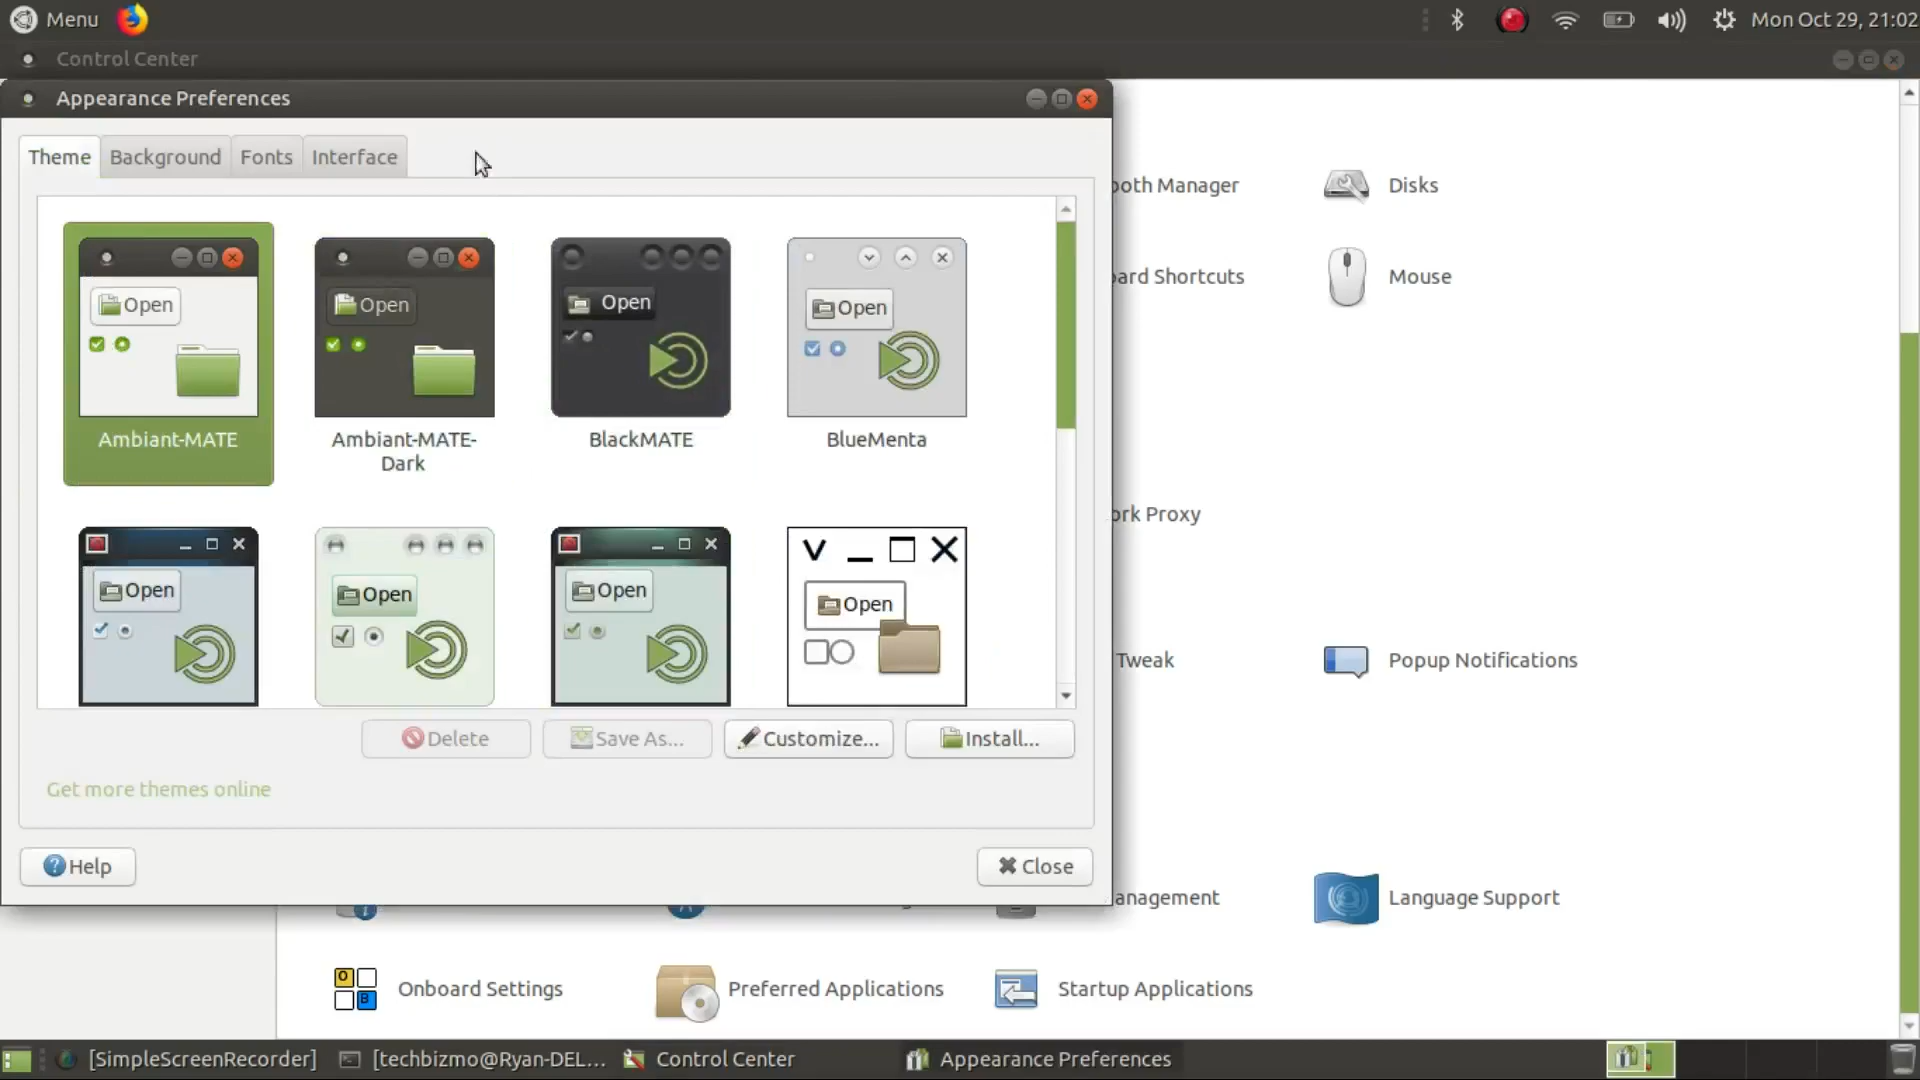 Menu
Mon Oct 29, 21:02
Control Center
Appearance Preferences
Theme
Background
Fonts
Interface
Open
Open
Open
Open
Ambiant-MATE
Ambiant-MATE-
Dark
BlackMATE
BlueMenta
Open
Open
Open
Open
Delete
Save As...
Customize...
Install...
Get more themes online
Help
Close
ooth Manager
Disks
ard Shortcuts
Mouse
ork Proxy
Tweak
Popup Notifications
anagement
Language Support
O
B
Onboard Settings
Preferred Applications
Startup Applications
[SimpleScreenRecorder]
[techbizmo@Ryan-DEL...
Control Center
Appearance Preferences